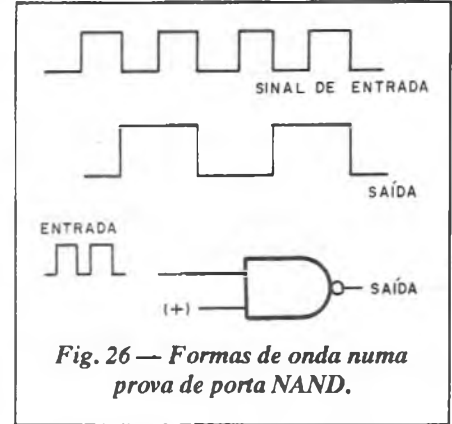 SINAL DE ENTRADA
SAÍDA
ENTRADA
(+)
SAÍDA
Fig. 26 — Formas de onda numa
prova de porta NAND.